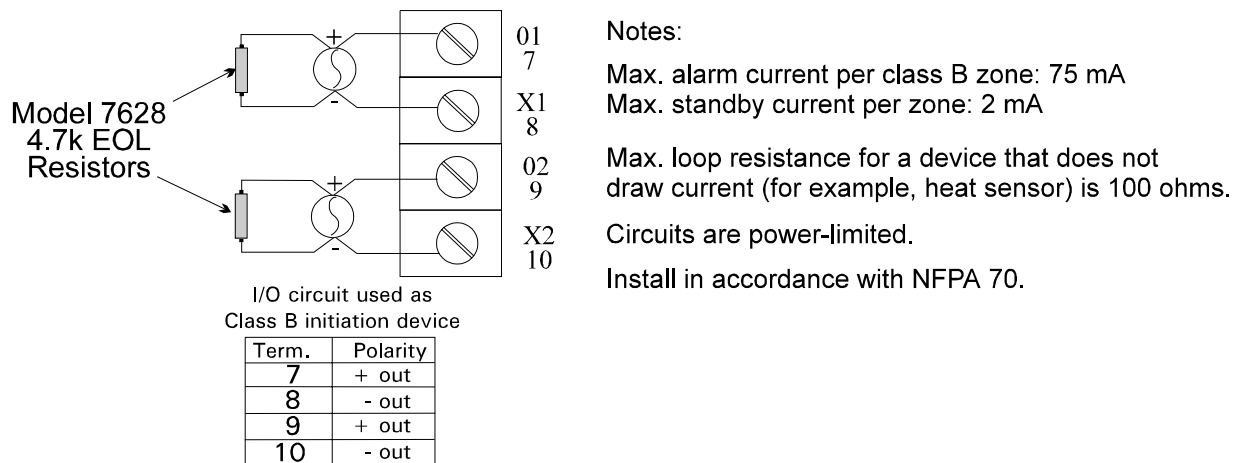 +
-
01
7
X1
8
Model 7628
4.7k EOL
Resistors
+
-
02
9
X2
10
I/O circuit used as
Class B initiation device
Term. Polarity
7 + out
8 - out
9 + out
10 - out
Notes:
Max. alarm current per class B zone: 75 mA
Max. standby current per zone: 2 mA
Max. loop resistance for a device that does not
draw current (for example, heat sensor) is 100 ohms.
Circuits are power-limited.
Install in accordance with NFPA 70.